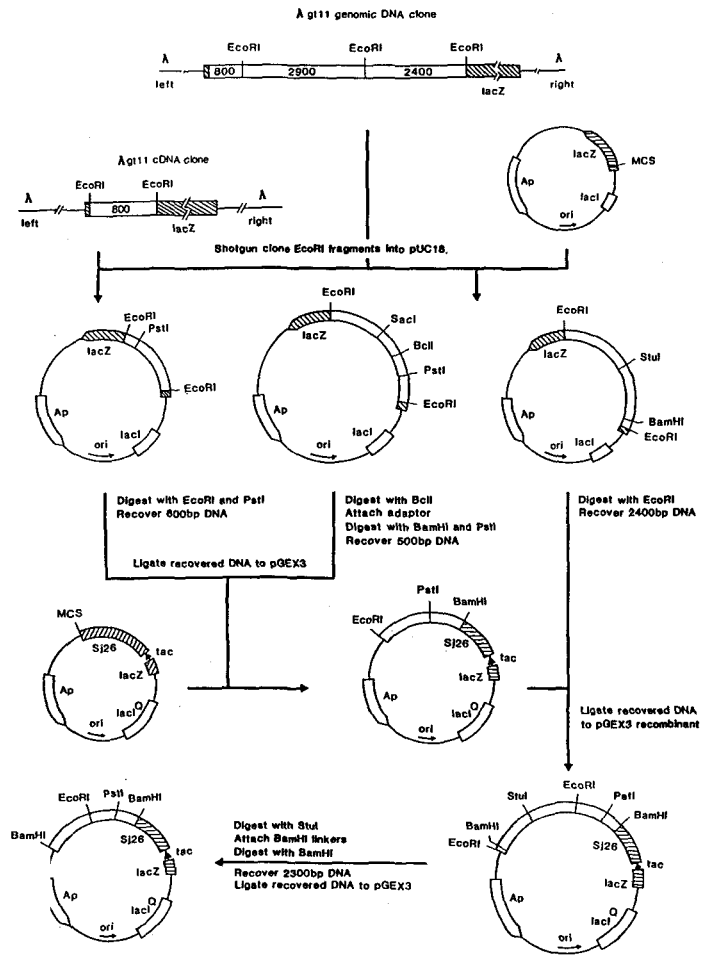 λgt11 genomic DNA clone
EcoRI EcoRI EcoRI
λ λ
800 2900 2400
left lacZ right
λgt11 cDNA clone
EcoRI EcoRI
λ λ
800
left lacZ right
lacZ MCS
Ap lacI
ori
Shotgun clone EcoRI fragments into pUC18.
EcoRI
PstI
lacZ
EcoRI
Ap
lacI
ori
EcoRI
SacI
lacZ
BclI
PstI
EcoRI
Ap
lacI
ori
EcoRI
lacZ
StuI
Ap
BamHI
EcoRI
lacI
ori
Digest with EcoRI and PstI
Recover 600bp DNA
Digest with BclI
Attach adaptor
Digest with BamHI and PstI
Recover 500bp DNA
Digest with EcoRI
Recover 2400bp DNA
Ligate recovered DNA to pGEX3
MCS
Sj26
tac
lacZ
Ap
lacI Q
ori
PstI
BamHI
EcoRI
Sj26
tac
lacZ
Ap
lacI Q
ori
Ligate recovered DNA
to pGEX3 recombinant
EcoRI PstI BamHI
BamHI
Sj26
tac
lacZ
Ap
lacI Q
ori
Digest with StuI
Attach BamHI linkers
Digest with BamHI
Recover 2300bp DNA
Ligate recovered DNA to pGEX3
EcoRI
StuI PstI
BamHI BamHI
EcoRI
Sj26
tac
lacZ
Ap
lacI Q
ori